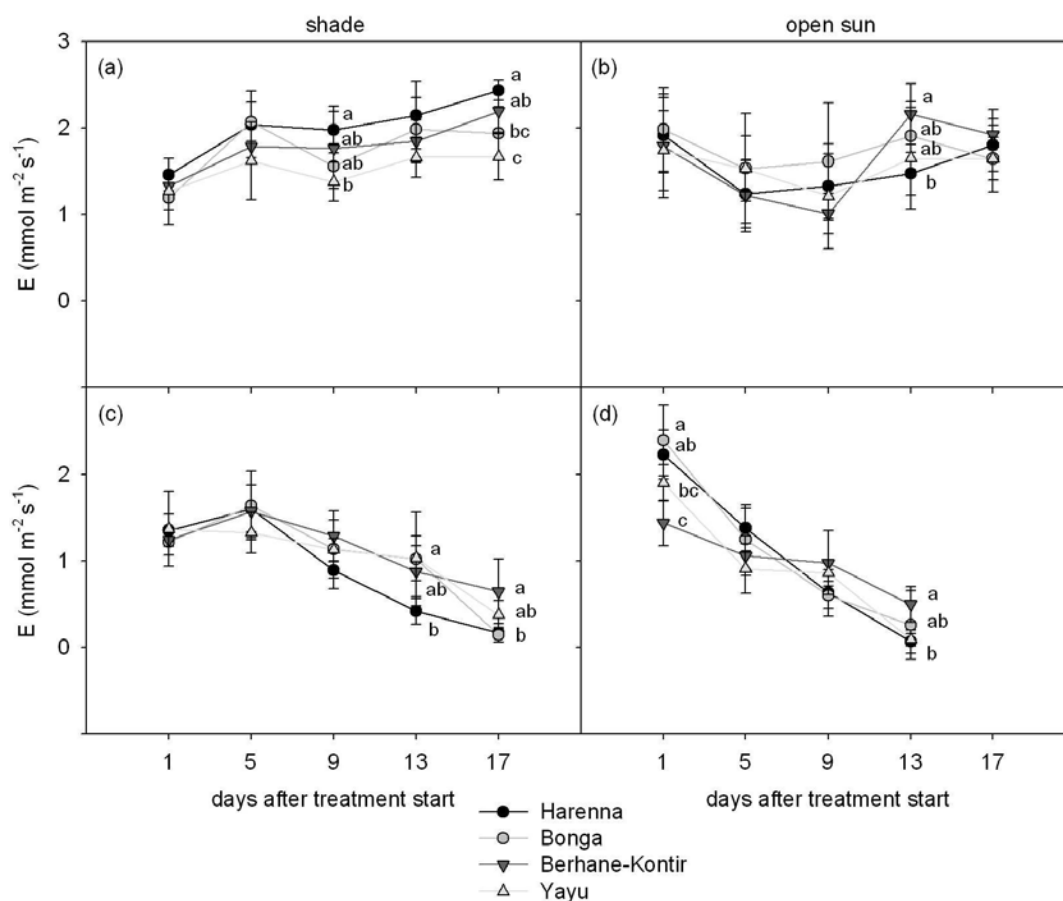 shade
open sun
3
(a)
a
ab
bc
c
a
ab
ab
b
2
1
0
E (mmol m⁻² s⁻¹)
(b)
a
ab
ab
b
(c)
a
ab
b
a
ab
b
2
1
0
E (mmol m⁻² s⁻¹)
(d)
a
ab
bc
c
a
ab
b
1 5 9 13 17
1 5 9 13 17
days after treatment start
days after treatment start
Harenna
Bonga
Berhane-Kontir
Yayu